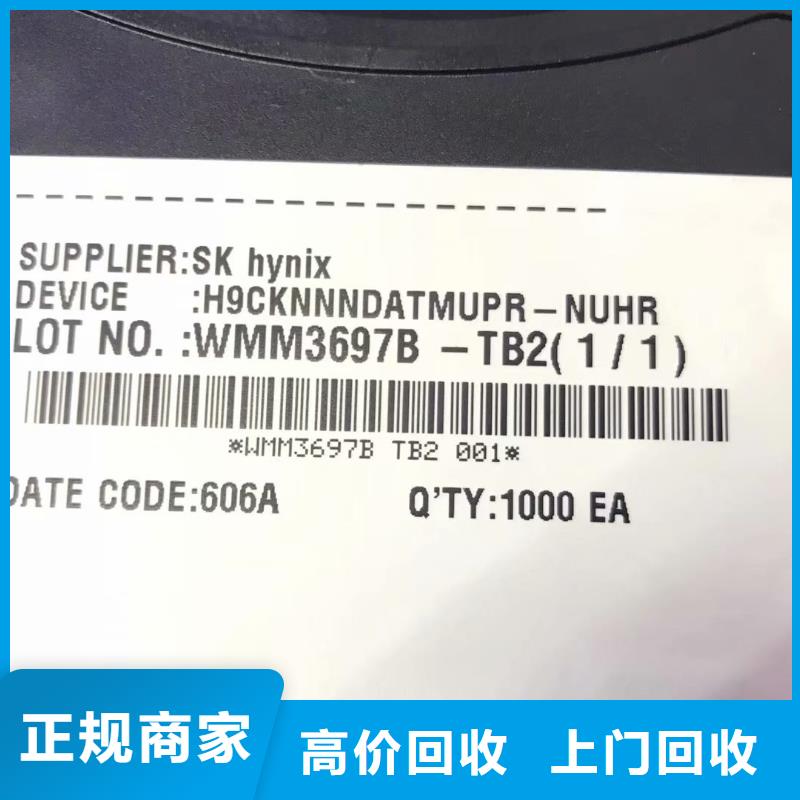 SUPPLIER:SK hynix
DEVICE :H9CKNNNDATMUPR-NUHR
LOT NO. :WMM3697B -TB2(1/1)
*WMM3697B TB2 001*
DATE CODE:606A Q'TY:1000 EA
正规商家 高价回收 上门回收